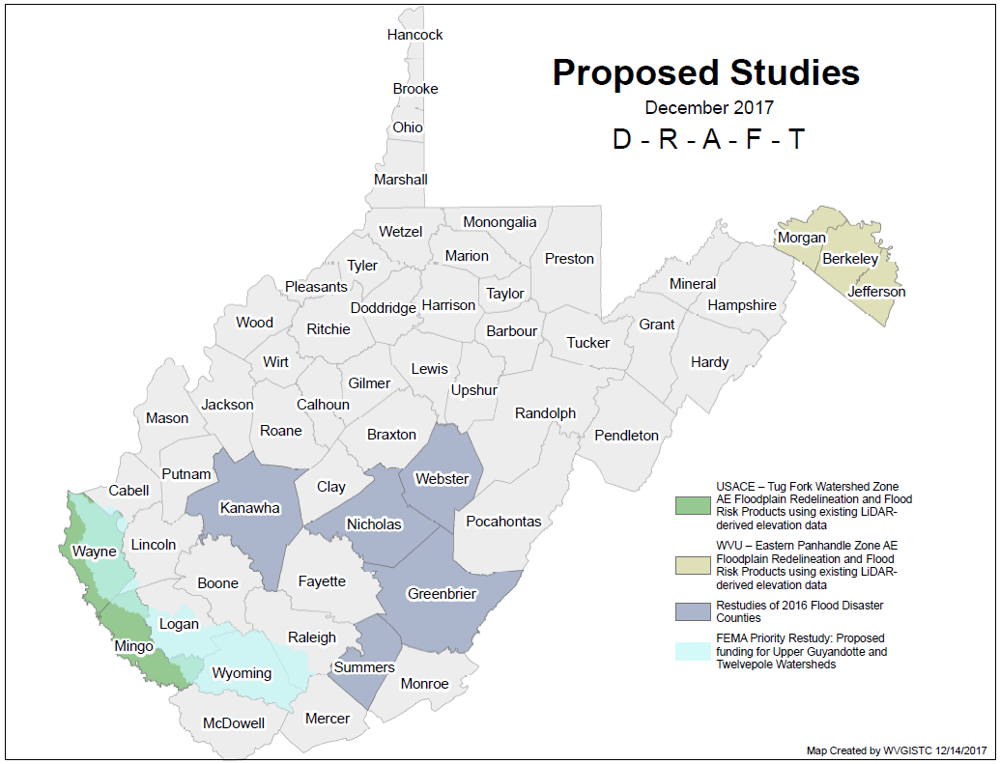 Proposed Studies
December 2017
D - R - A - F - T
Hancock
Brooke
Ohio
Marshall
Wetzel
Monongalia
Morgan
Marion
Preston
Berkeley
Tyler
Pleasants
Mineral
Jefferson
Taylor
Doddridge
Harrison
Hampshire
Wood
Ritchie
Barbour
Grant
Tucker
Wirt
Lewis
Hardy
Gilmer
Upshur
Jackson
Calhoun
Mason
Randolph
Roane
Braxton
Pendleton
Putnam
Webster
Cabell
Clay
Kanawha
Nicholas
Pocahontas
Wayne
Lincoln
Boone
Fayette
Greenbrier
Logan
Raleigh
Mingo
Wyoming
Summers
Monroe
McDowell
Mercer
USACE – Tug Fork Watershed Zone
AE Floodplain Redelineation and Flood
Risk Products using existing LiDAR-
derived elevation data
WVU – Eastern Panhandle Zone AE
Floodplain Redelineation and Flood
Risk Products using existing LiDAR-
derived elevation data
Restudies of 2016 Flood Disaster
Counties
FEMA Priority Restudy: Proposed
funding for Upper Guyandotte and
Twelvepole Watersheds
Map Created by WVGISTC 12/14/2017